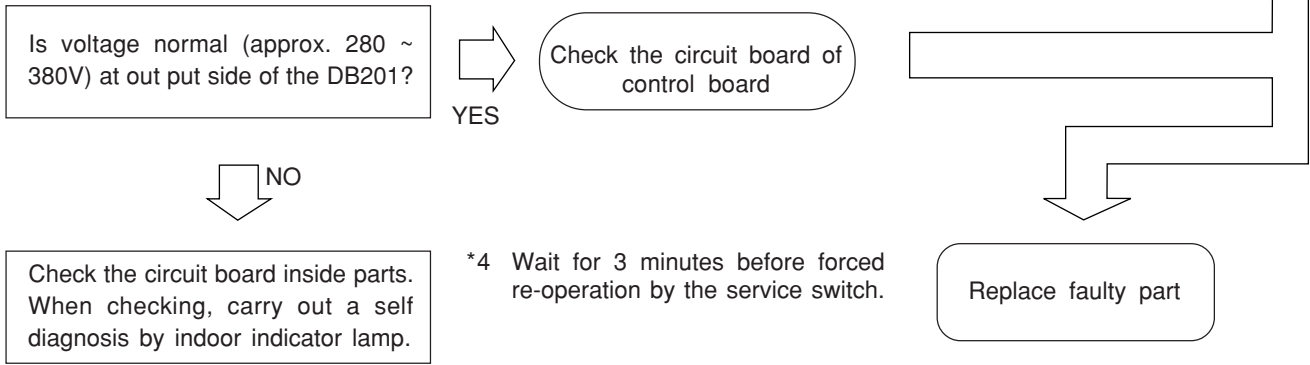 Is voltage normal (approx. 280 ~
380V) at out put side of the DB201?
YES
Check the circuit board of
control board
NO
Check the circuit board inside parts.
When checking, carry out a self
diagnosis by indoor indicator lamp.
*4 Wait for 3 minutes before forced
re-operation by the service switch.
Replace faulty part